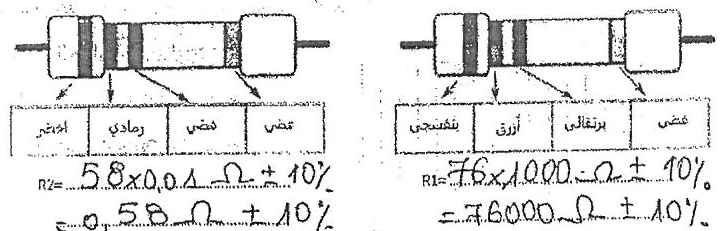 بنفسجي أزرق برتقالي فضي
R1= 76x1000 Ω ± 10%
= 76000 Ω ± 10%
اخضر رمادي فضي فضي
R2= 58x0,01 Ω ± 10%
= 0,58 Ω ± 10%